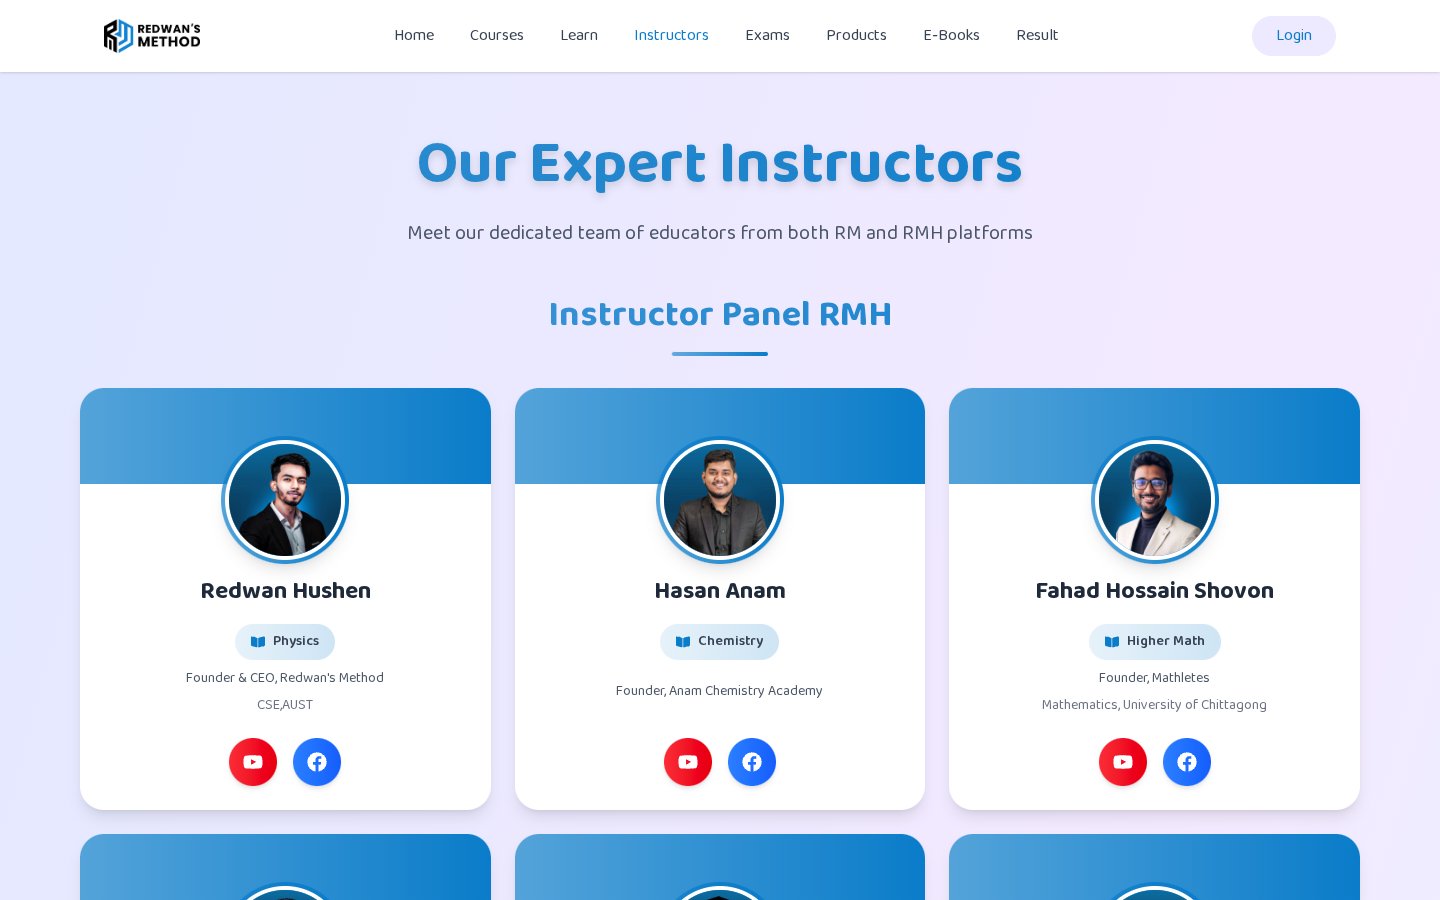 REDWAN'S
METHOD
Home
Courses
Learn
Instructors
Exams
Products
E-Books
Result
Login
Our Expert Instructors
Meet our dedicated team of educators from both RM and RMH platforms
Instructor Panel RMH
Redwan Hushen
Physics
Founder & CEO, Redwan's Method
CSE,AUST
Hasan Anam
Chemistry
Founder, Anam Chemistry Academy
Fahad Hossain Shovon
Higher Math
Founder, Mathletes
Mathematics, University of Chittagong